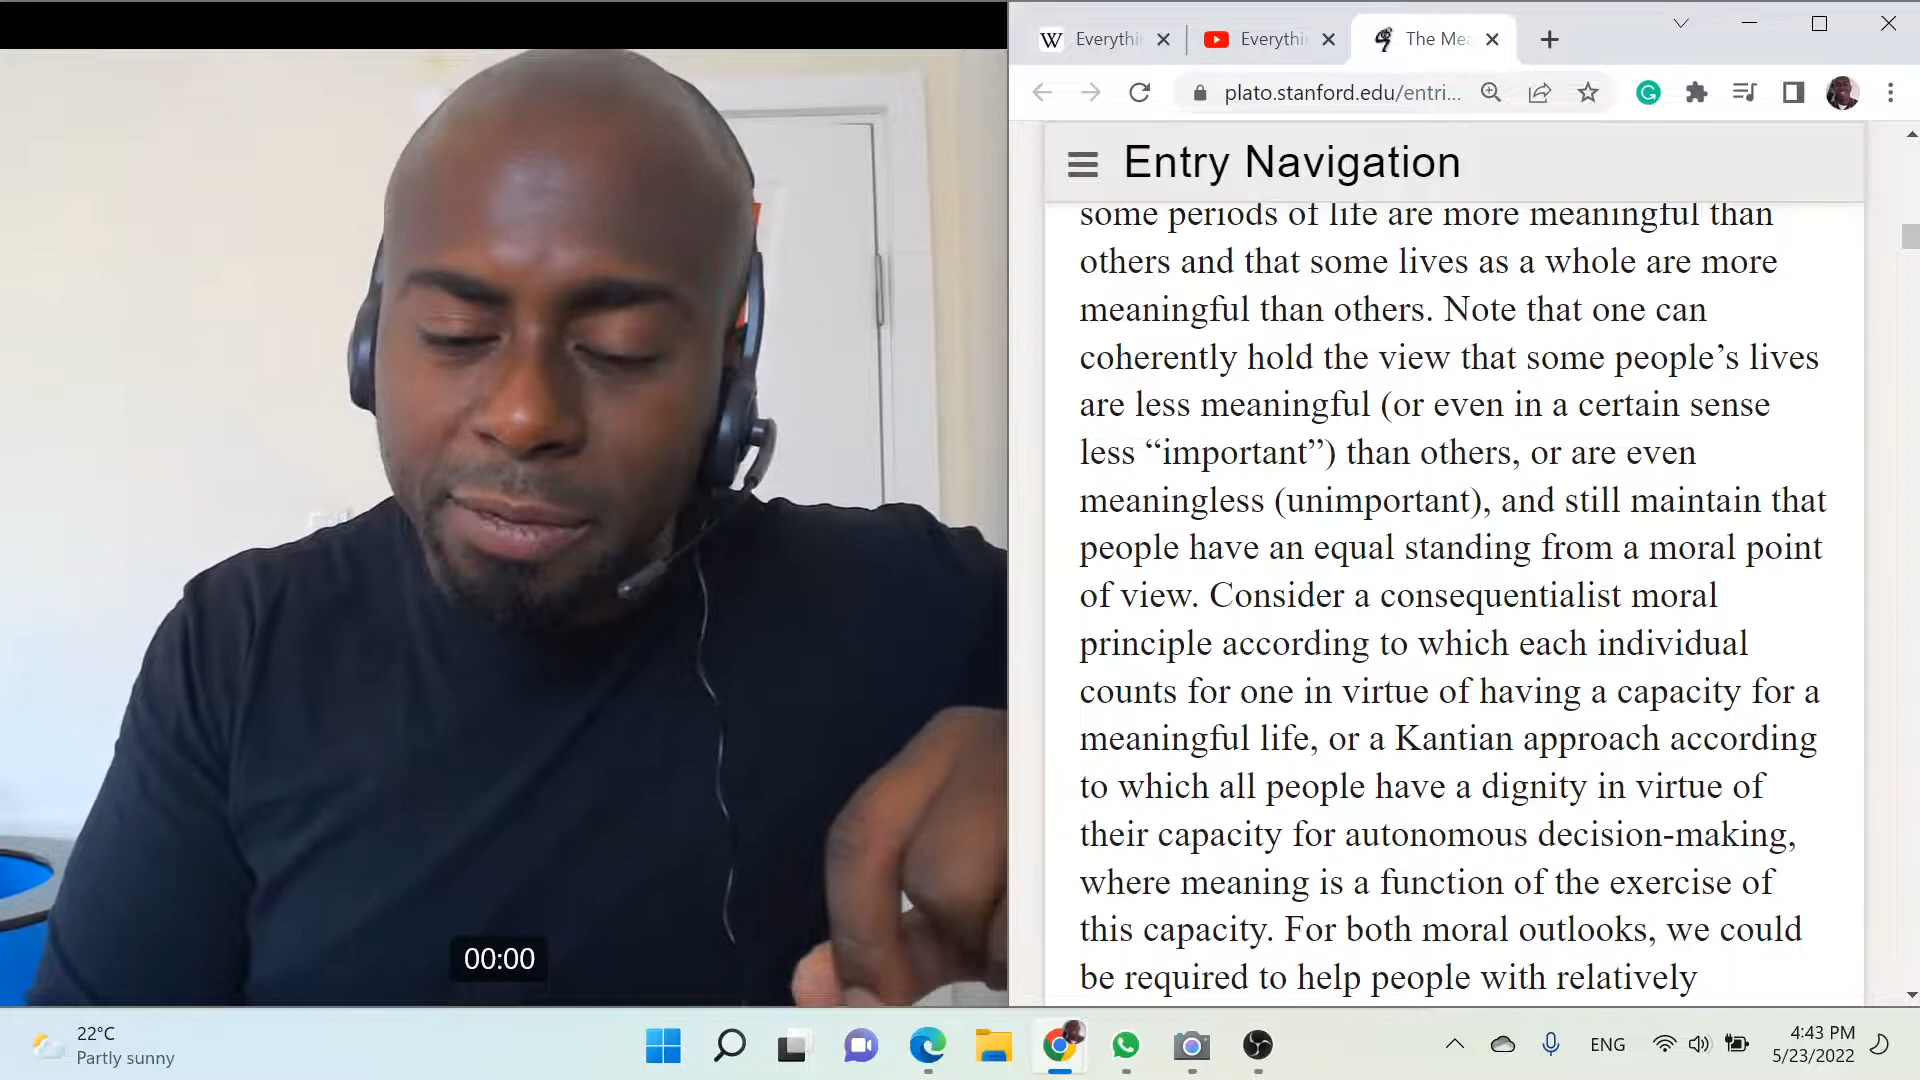 Everythi
Everythi
The Mea
plato.stanford.edu/entri...
Entry Navigation
some periods of life are more meaningful than
others and that some lives as a whole are more
meaningful than others. Note that one can
coherently hold the view that some people’s lives
are less meaningful (or even in a certain sense
less “important”) than others, or are even
meaningless (unimportant), and still maintain that
people have an equal standing from a moral point
of view. Consider a consequentialist moral
principle according to which each individual
counts for one in virtue of having a capacity for a
meaningful life, or a Kantian approach according
to which all people have a dignity in virtue of
their capacity for autonomous decision-making,
where meaning is a function of the exercise of
this capacity. For both moral outlooks, we could
be required to help people with relatively
00:00
22°C
Partly sunny
ENG
4:43 PM
5/23/2022